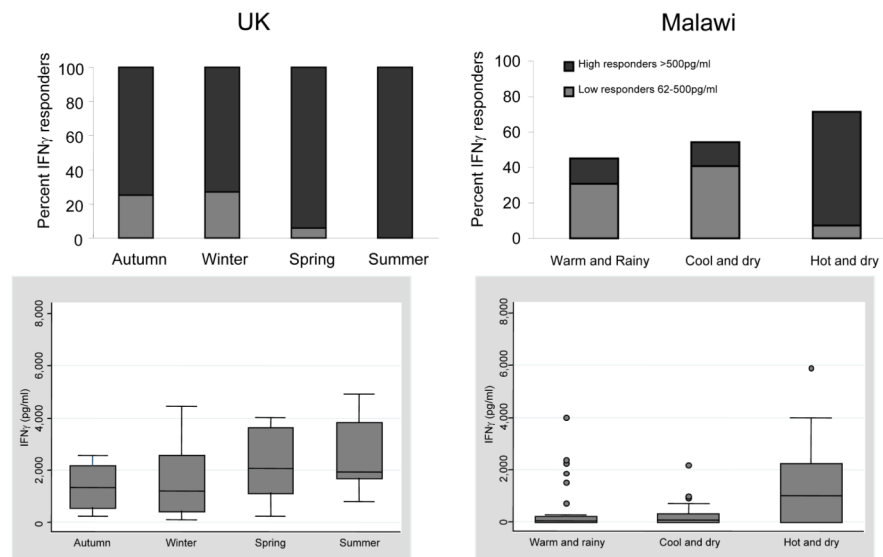 UK
Percent IFNγ responders
100
80
60
40
20
0
Autumn Winter Spring Summer
Malawi
Percent IFNγ responders
100
80
60
40
20
0
High responders >500pg/ml
Low responders 62-500pg/ml
Warm and Rainy Cool and dry Hot and dry
IFNγ (pg/ml)
8,000
6,000
4,000
2,000
0
Autumn Winter Spring Summer
IFNγ (pg/ml)
8,000
6,000
4,000
2,000
0
Warm and rainy Cool and dry Hot and dry